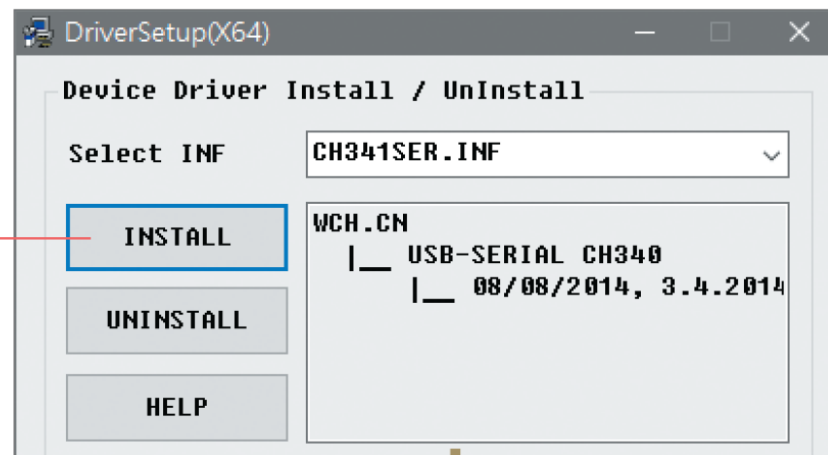 DriverSetup(X64)
Device Driver Install / UnInstall
Select INF
CH341SER.INF
INSTALL
UNINSTALL
HELP
WCH.CN
|__ USB-SERIAL CH340
|__ 08/08/2014, 3.4.2014